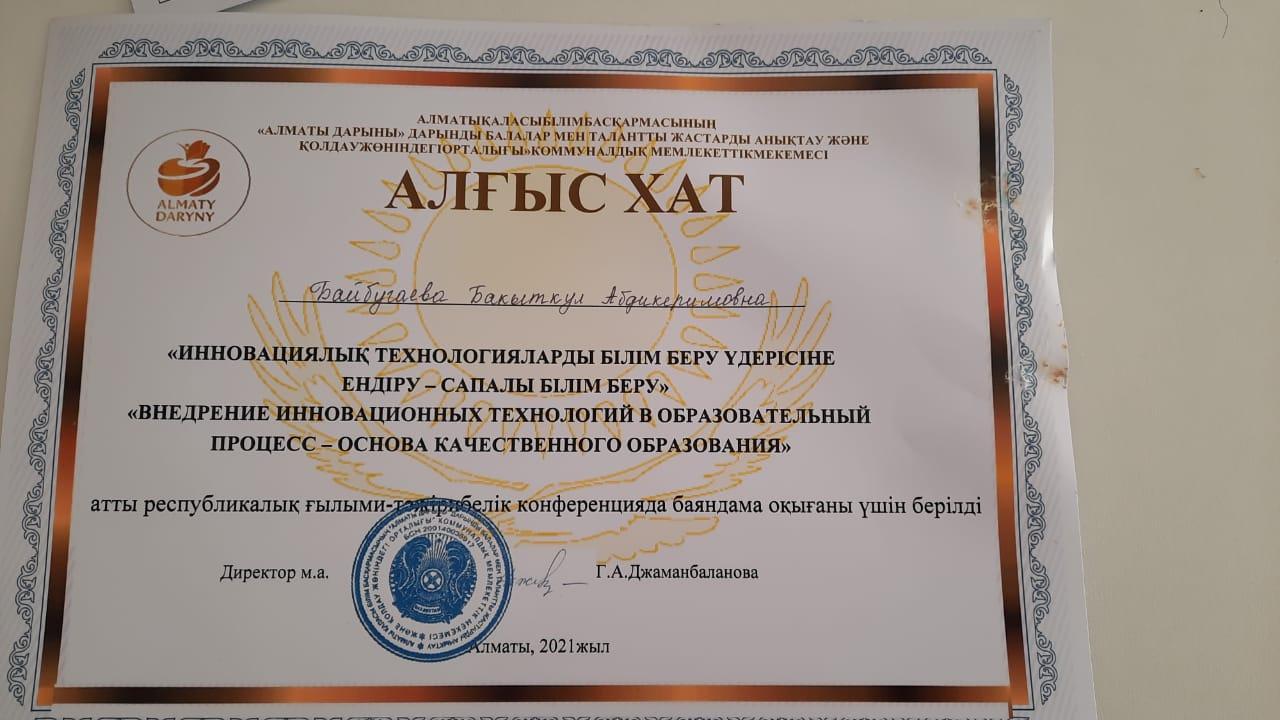 АЛМАТЫҚАЛАСЫБІЛІМБАСҚАРМАСЫНЫҢ
«АЛМАТЫ ДАРЫНЫ» ДАРЫНДЫ БАЛАЛАР МЕН ТАЛАНТТЫ ЖАСТАРДЫ АНЫҚТАУ ЖӘНЕ
ҚОЛДАУЖӨНІНДЕГІОРТАЛЫҒЫ»КОММУНАЛДЫҚ МЕМЛЕКЕТТІКМЕКЕМЕСІ
ALMATY
DARYNY
АЛҒЫС ХАТ
Байбугаева Бакыткул Абдикеримовна
«ИННОВАЦИЯЛЫҚ ТЕХНОЛОГИЯЛАРДЫ БІЛІМ БЕРУ ҮДЕРІСІНЕ
ЕНДІРУ – САПАЛЫ БІЛІМ БЕРУ»
«ВНЕДРЕНИЕ ИННОВАЦИОННЫХ ТЕХНОЛОГИЙ В ОБРАЗОВАТЕЛЬНЫЙ
ПРОЦЕСС – ОСНОВА КАЧЕСТВЕННОГО ОБРАЗОВАНИЯ»
атты республикалық ғылыми-тәжірибелік конференцияда баяндама оқығаны үшін берілді
Директор м.а.
Г.А.Джаманбаланова
Алматы, 2021жыл